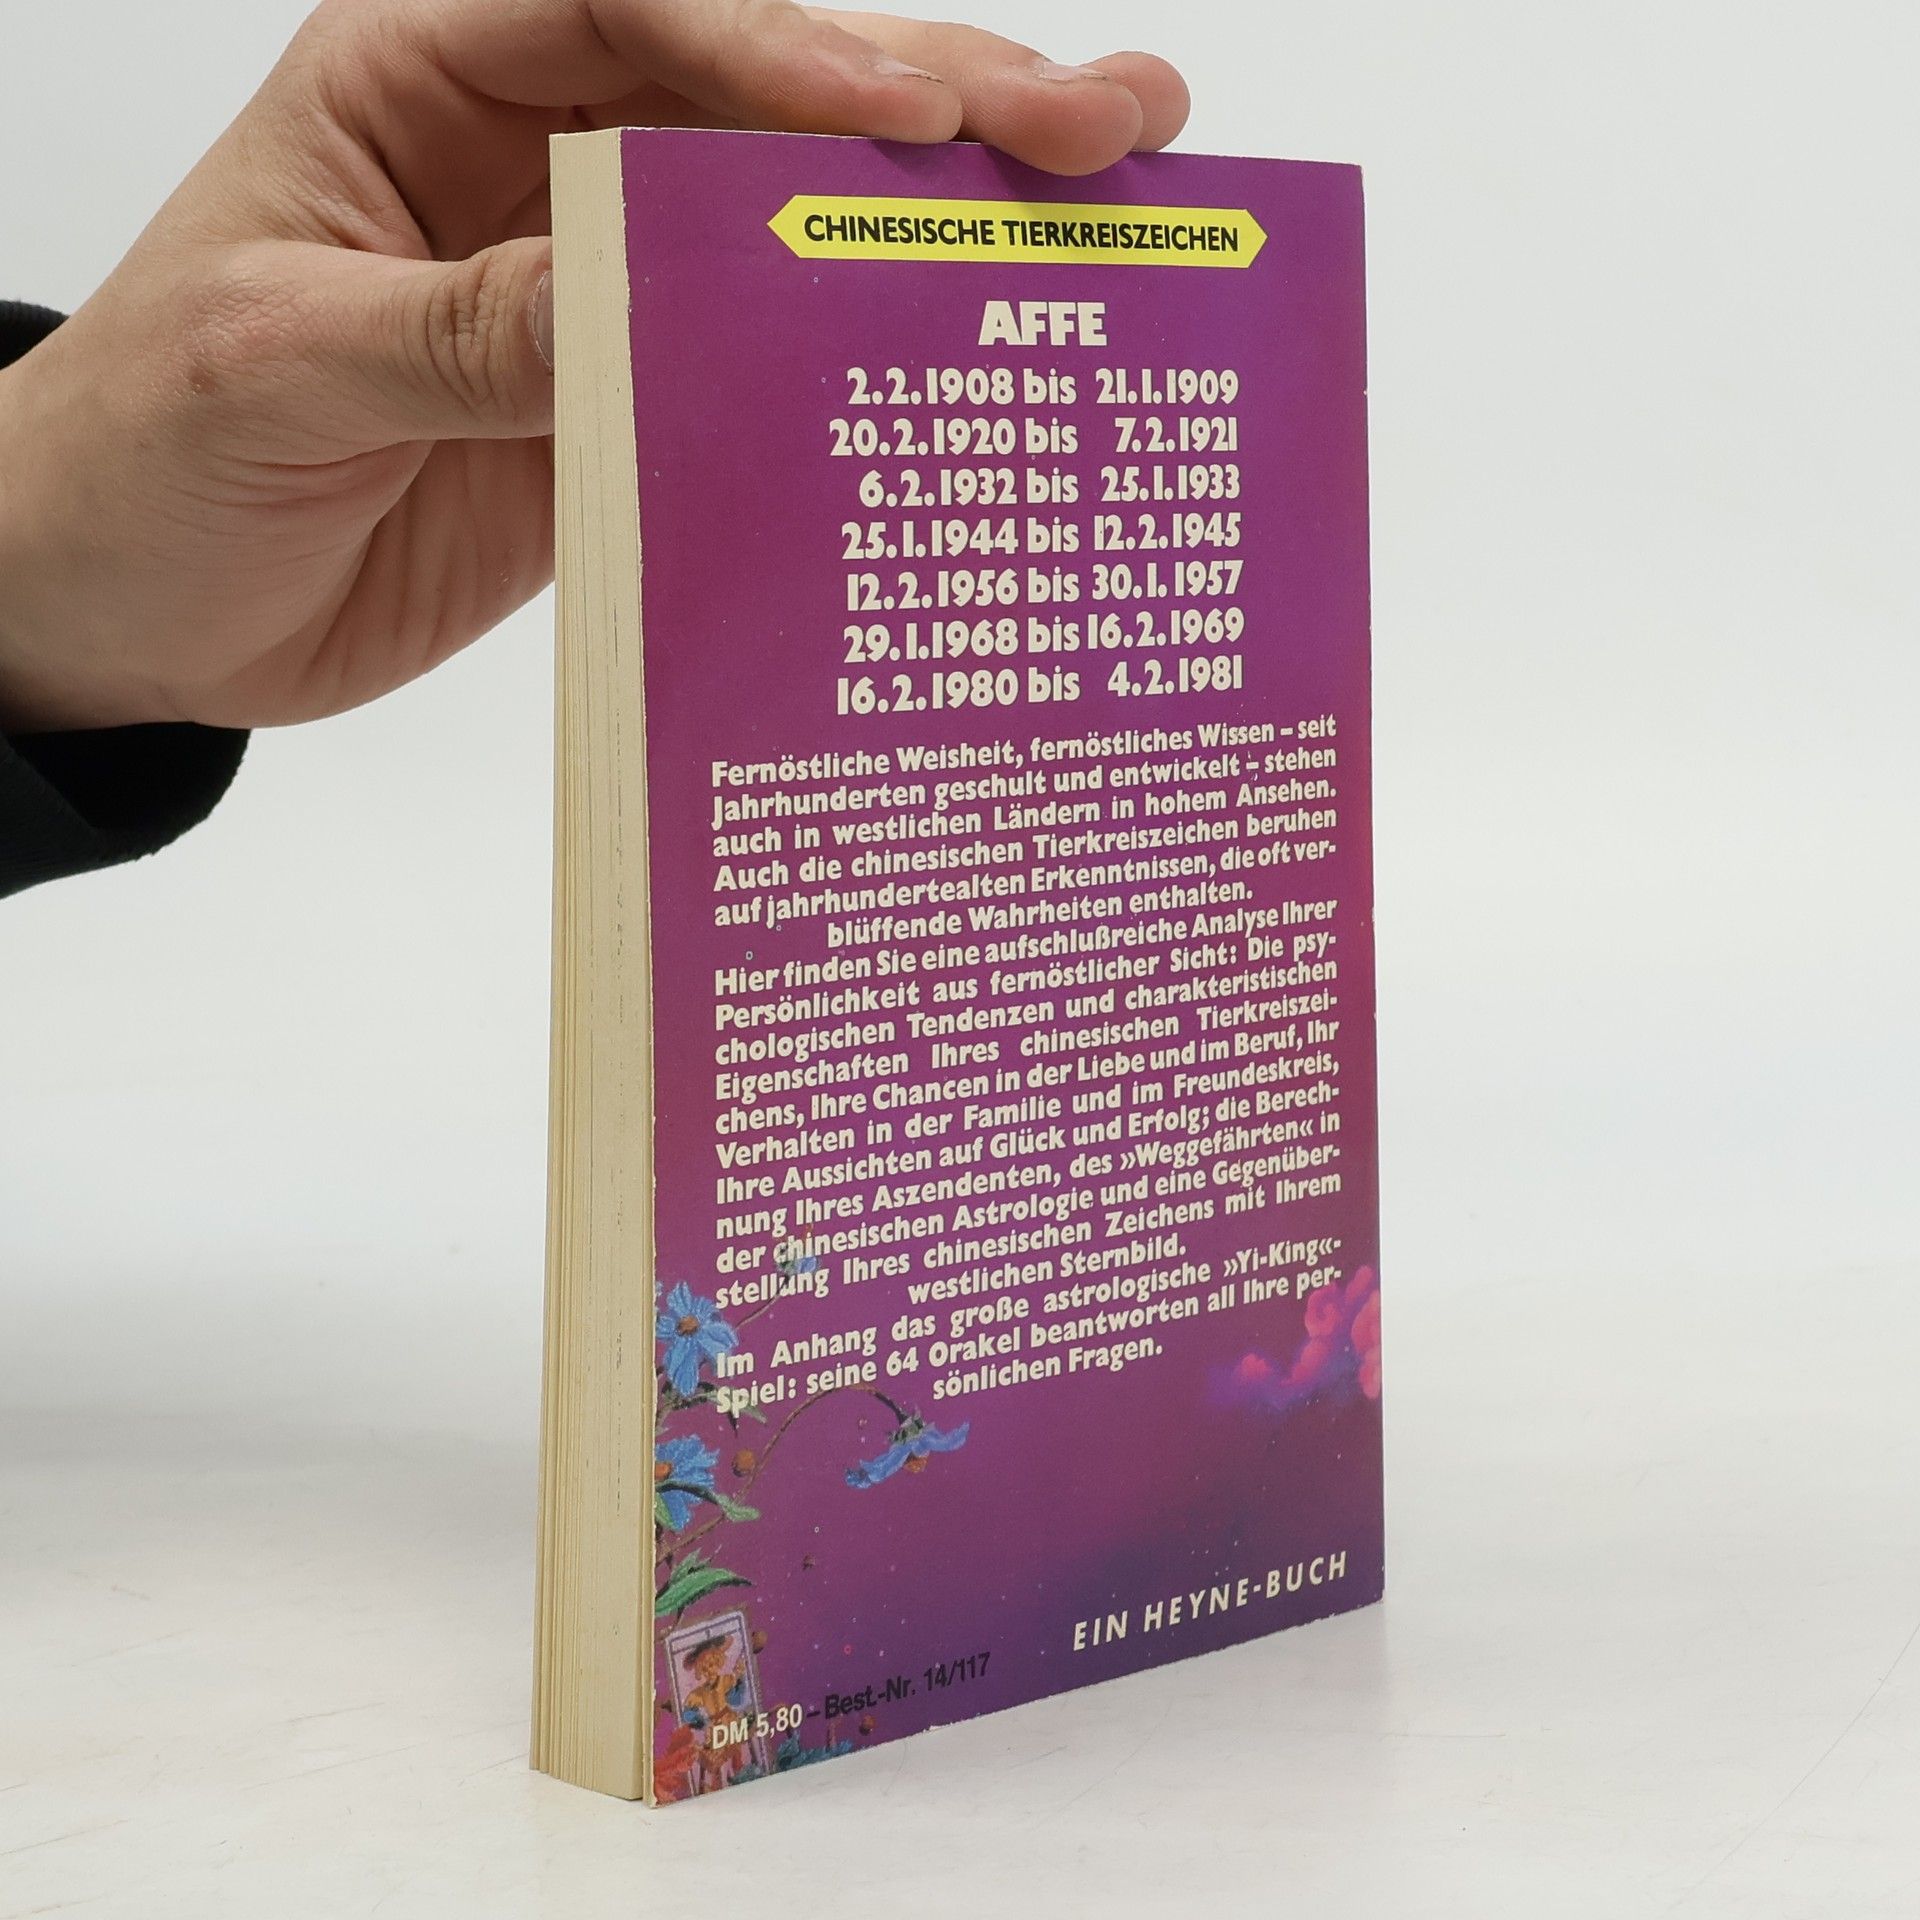 CHINESISCHE TIERKREISZEICHEN
AFFE
2.2.1908 bis 21.1.1909
20.2.1920 bis 7.2.1921
6.2.1932 bis 25.1.1933
25.1.1944 bis 12.2.1945
12.2.1956 bis 30.1.1957
29.1.1968 bis 16.2.1969
16.2.1980 bis 4.2.1981
Fernöstliche Weisheit, fernöstliches Wissen – seit
Jahrhunderten geschult und entwickelt – stehen
auch in westlichen Ländern in hohem Ansehen.
Auch die chinesischen Tierkreiszeichen beruhen
auf jahrhundertealten Erkenntnissen, die oft ver-
blüffende Wahrheiten enthalten.
Hier finden Sie eine aufschlußreiche Analyse Ihrer
Persönlichkeit aus fernöstlicher Sicht: Die psy-
chologischen Tendenzen und charakteristischen
Eigenschaften Ihres chinesischen Tierkreiszei-
chens, Ihre Chancen in der Liebe und im Beruf, Ihr
Verhalten in der Familie und im Freundeskreis,
Ihre Aussichten auf Glück und Erfolg; die Berech-
nung Ihres Aszendenten, des »Weggefährten« in
der chinesischen Astrologie und eine Gegenüber-
stellung Ihres chinesischen Zeichens mit Ihrem
westlichen Sternbild.
Im Anhang das große astrologische »Yi-King«-
Spiel: seine 64 Orakel beantworten all Ihre per-
sönlichen Fragen.
EIN HEYNE-BUCH
DM 5,80 – Best.-Nr. 14/117